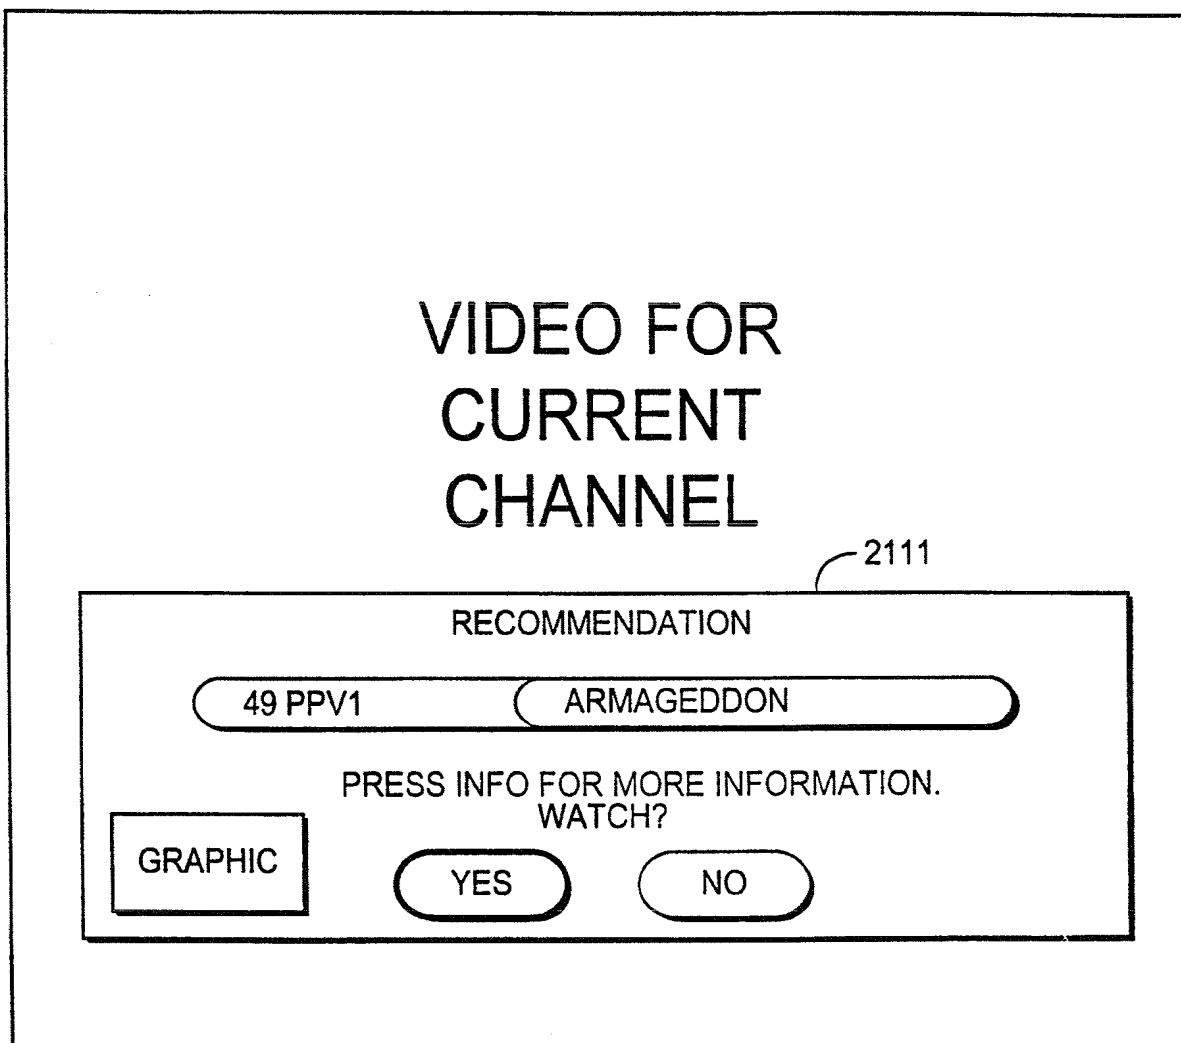 VIDEO FOR
CURRENT
CHANNEL
2111
RECOMMENDATION
49 PPV1 ARMAGEDDON
PRESS INFO FOR MORE INFORMATION.
WATCH?
GRAPHIC
YES NO